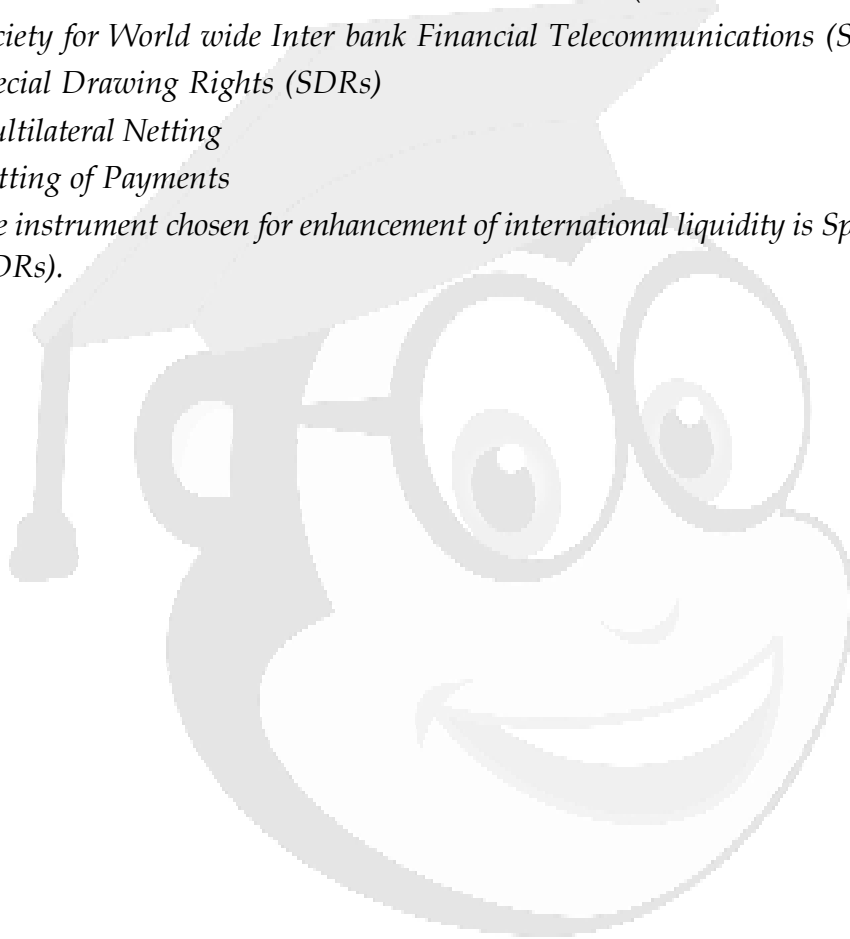 ciety for World wide Inter bank Financial Telecommunications (S
ecial Drawing Rights (SDRs)
ultilateral Netting
tting of Payments
e instrument chosen for enhancement of international liquidity is Sp
DRs).